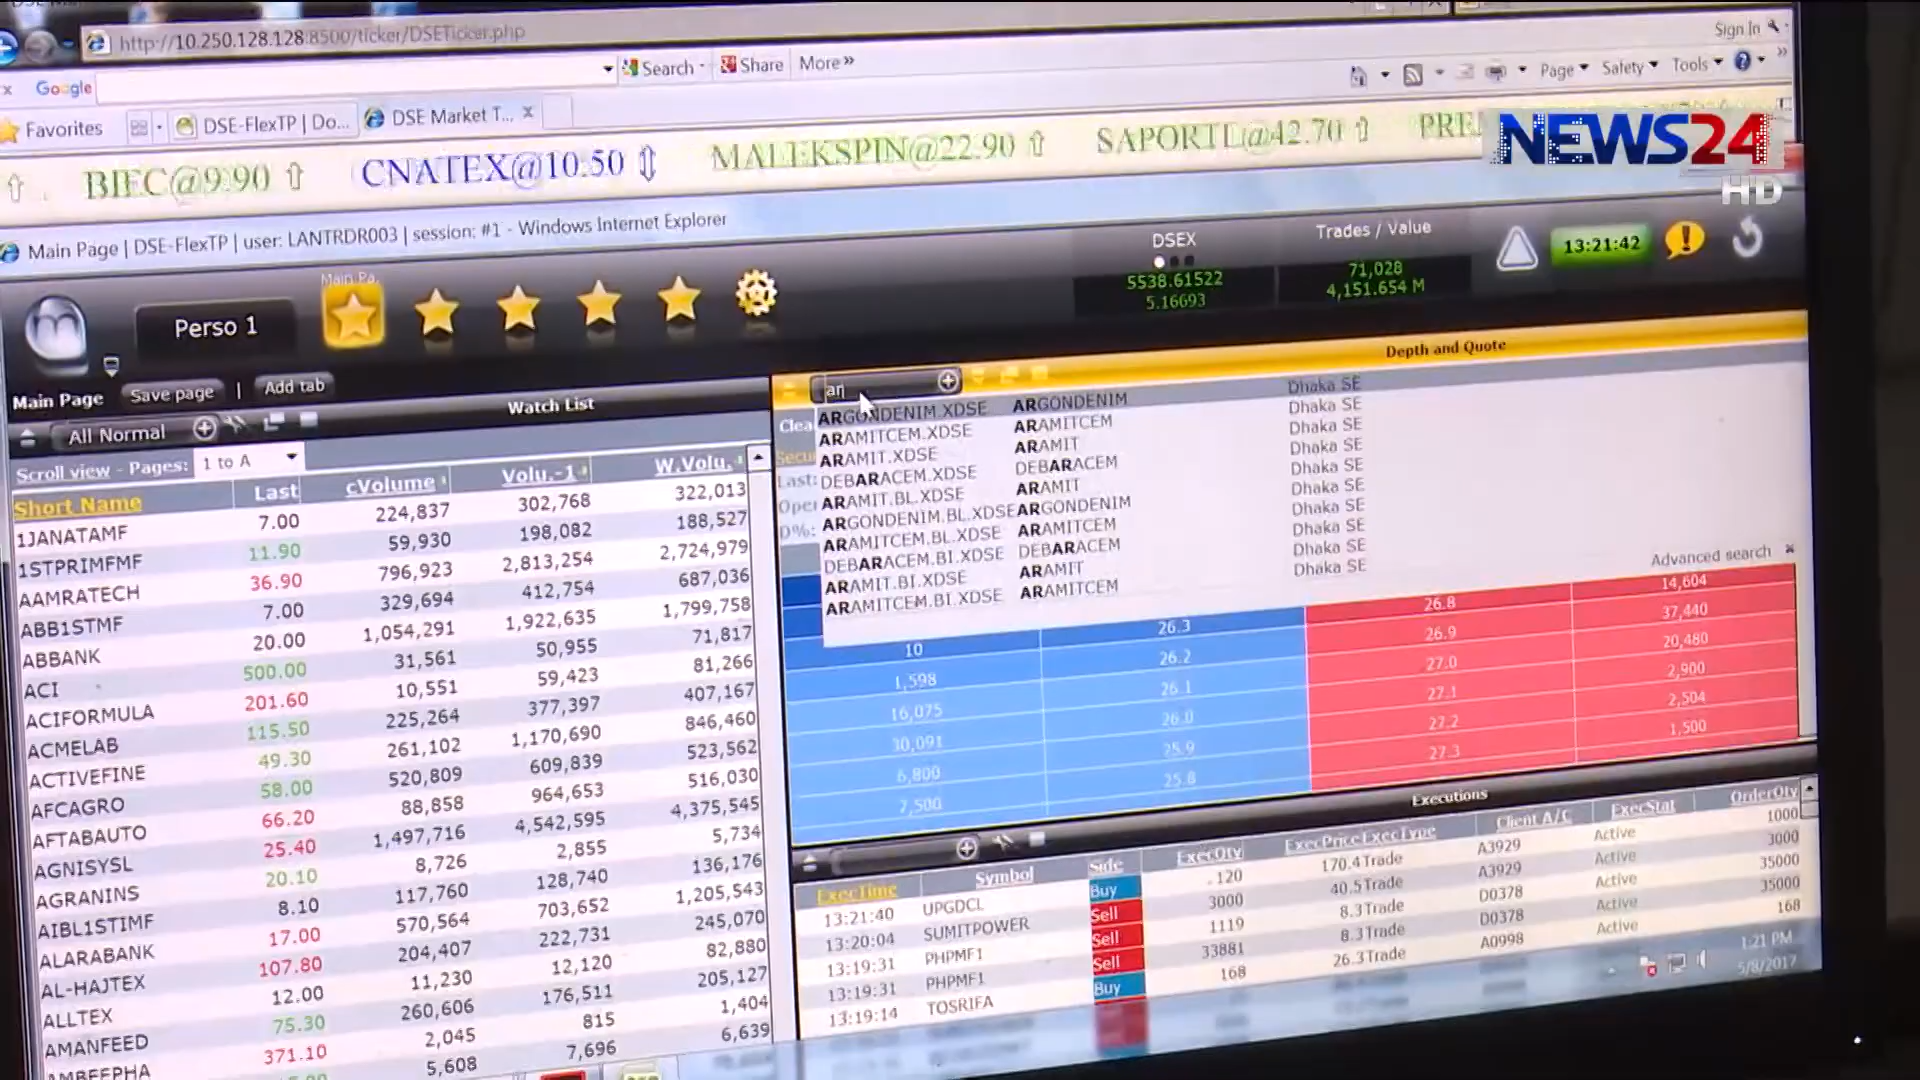 http://10.250.128.128:8500/ticker/DSETicker.php
Sign In
x Google
Search
Share
More »
Page
Safety
Tools
Favorites
DSE-FlexTP | Do...
DSE Market T... x
BIFC@9.90 ⇧ CNATEX@10.50 ⇳ MALEKSPIN@22.90 ⇧ SAPORTL@42.70 ⇧
NEWS24
HD
Main Page | DSE-FlexTP | user: LANTRDR003 | session: #1 - Windows Internet Explorer
DSEX
5538.61522
5.16693
Trades / Value
71,028
4,151.654 M
13:21:42
Perso 1
Main Pa.
Main Page Save page | Add tab
Watch List
All Normal
Scroll view - Pages: 1 to A
Short Name Last cVolume Volu.-1 W.Volu.
1JANATAMF 7.00 224,837 302,768 322,013
1STPRIMFMF 11.90 59,930 198,082 188,527
AAMRATECH 36.90 796,923 2,813,254 2,724,979
ABB1STMF 7.00 329,694 412,754 687,036
ABBANK 20.00 1,054,291 1,922,635 1,799,758
ACI 500.00 31,561 50,955 71,817
ACIFORMULA 201.60 10,551 59,423 81,266
ACMELAB 115.50 225,264 377,397 407,167
ACTIVEFINE 49.30 261,102 1,170,690 846,460
AFCAGRO 58.00 520,809 609,839 523,562
AFTABAUTO 66.20 88,858 964,653 516,030
AGNISYSL 25.40 1,497,716 4,542,595 4,375,545
AGRANINS 20.10 8,726 2,855 5,734
AIBL1STIMF 8.10 117,760 128,740 136,176
ALARABANK 17.00 570,564 703,652 1,205,543
AL-HAJTEX 107.80 204,407 222,731 245,070
ALLTEX 12.00 11,230 12,120 82,880
AMANFEED 75.30 260,606 176,511 205,127
AMBEEPHA 371.10 2,045 815 1,404
5,608 7,696 6,639
Depth and Quote
ari
ARGONDENIM.XDSE ARGONDENIM Dhaka SE
ARAMITCEM.XDSE ARAMITCEM Dhaka SE
ARAMIT.XDSE ARAMIT Dhaka SE
DEBARACEM.XDSE DEBARACEM Dhaka SE
ARAMIT.BL.XDSE ARAMIT Dhaka SE
ARGONDENIM.BL.XDSE ARGONDENIM Dhaka SE
ARAMITCEM.BL.XDSE ARAMITCEM Dhaka SE
DEBARACEM.BI.XDSE DEBARACEM Dhaka SE
ARAMIT.BI.XDSE ARAMIT Dhaka SE
ARAMITCEM.BI.XDSE ARAMITCEM Dhaka SE
Last:
D%:
Advanced search
10 26.3 26.8 14,604
1,598 26.2 26.9 37,440
16,075 26.1 27.0 20,480
30,091 26.0 27.1 2,900
6,800 25.9 27.2 2,504
7,500 25.8 27.3 1,500
Executions
ExecTime Symbol Side ExecQty ExecPrice ExecType Client A/C ExecStat OrderQty
13:21:40 UPGDCL Buy 120 170.4 Trade A3929 Active 1000
13:20:04 SUMITPOWER Sell 3000 40.5 Trade A3929 Active 3000
13:19:31 PHPMF1 Sell 1119 8.3 Trade D0378 Active 35000
13:19:31 PHPMF1 Sell 33881 8.3 Trade D0378 Active 35000
13:19:14 TOSRIFA Buy 168 26.3 Trade A0998 Active 168
1:21 PM
5/8/2017